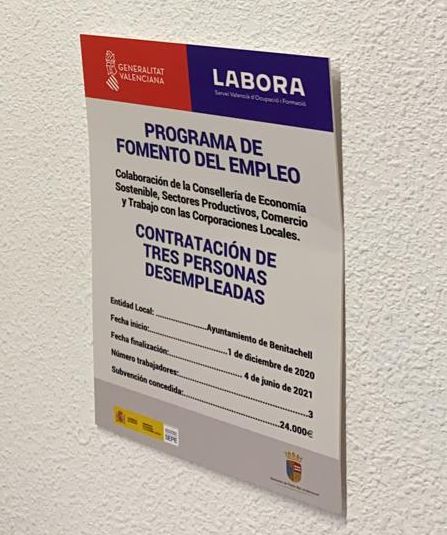 GENERALITAT
VALENCIANA
LABORA
Servei Valencià d'Ocupació i Formació
PROGRAMA DE
FOMENTO DEL EMPLEO
Colaboración de la Consellería de Economía
Sostenible, Sectores Productivos, Comercio
y Trabajo con las Corporaciones Locales.
CONTRATACIÓN DE
TRES PERSONAS
DESEMPLEADAS
Entidad Local: ........................Ayuntamiento de Benitachell
Fecha inicio:................................1 de diciembre de 2020
Fecha finalización:............................. 4 de junio de 2021
Número trabajadores:................................................3
Subvención concedida:........................................24.000€
SEPE